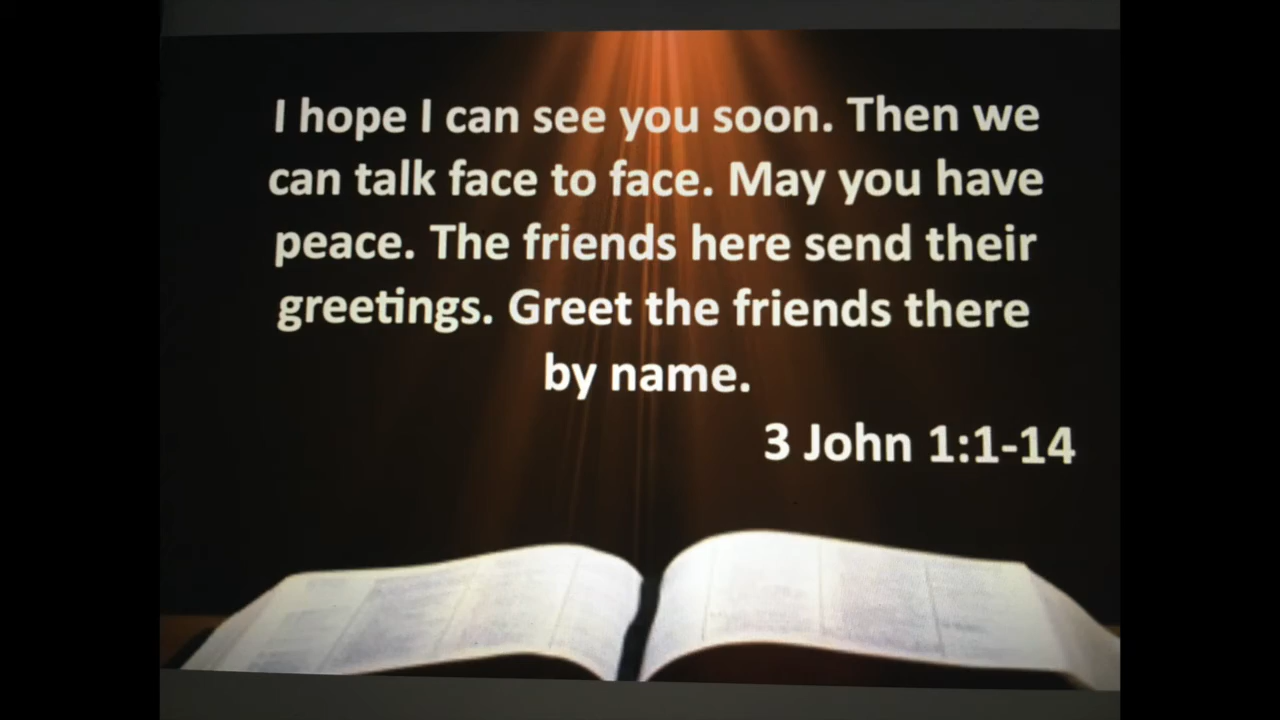 I hope I can see you soon. Then we
can talk face to face. May you have
peace. The friends here send their
greetings. Greet the friends there
by name.
3 John 1:1-14